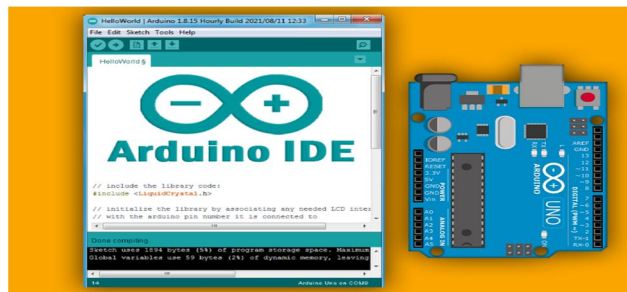 HelloWorld | Arduino 1.8.15 Hourly Build 2021/08/11 12:33
File Edit Sketch Tools Help
HelloWorld §
Arduino IDE
// include the library code:
#include <LiquidCrystal.h>
// initialize the library by associating any needed LCD inter
// with the arduino pin number it is connected to
Done compiling.
Sketch uses 1894 bytes (5%) of program storage space. Maximum
Global variables use 59 bytes (2%) of dynamic memory, leaving
14
Arduino Uno on COM2
IOREF
RESET
3.3V
5V
GND
GND
Vin
POWER
A0
A1
A2
A3
A4
A5
ANALOG IN
TX
RX
L
ARDUINO
UNO
ON
AREF
GND
13
12
~11
~10
~9
8
7
~6
~5
4
~3
2
TX-1
RX-0
DIGITAL (PWM ~)